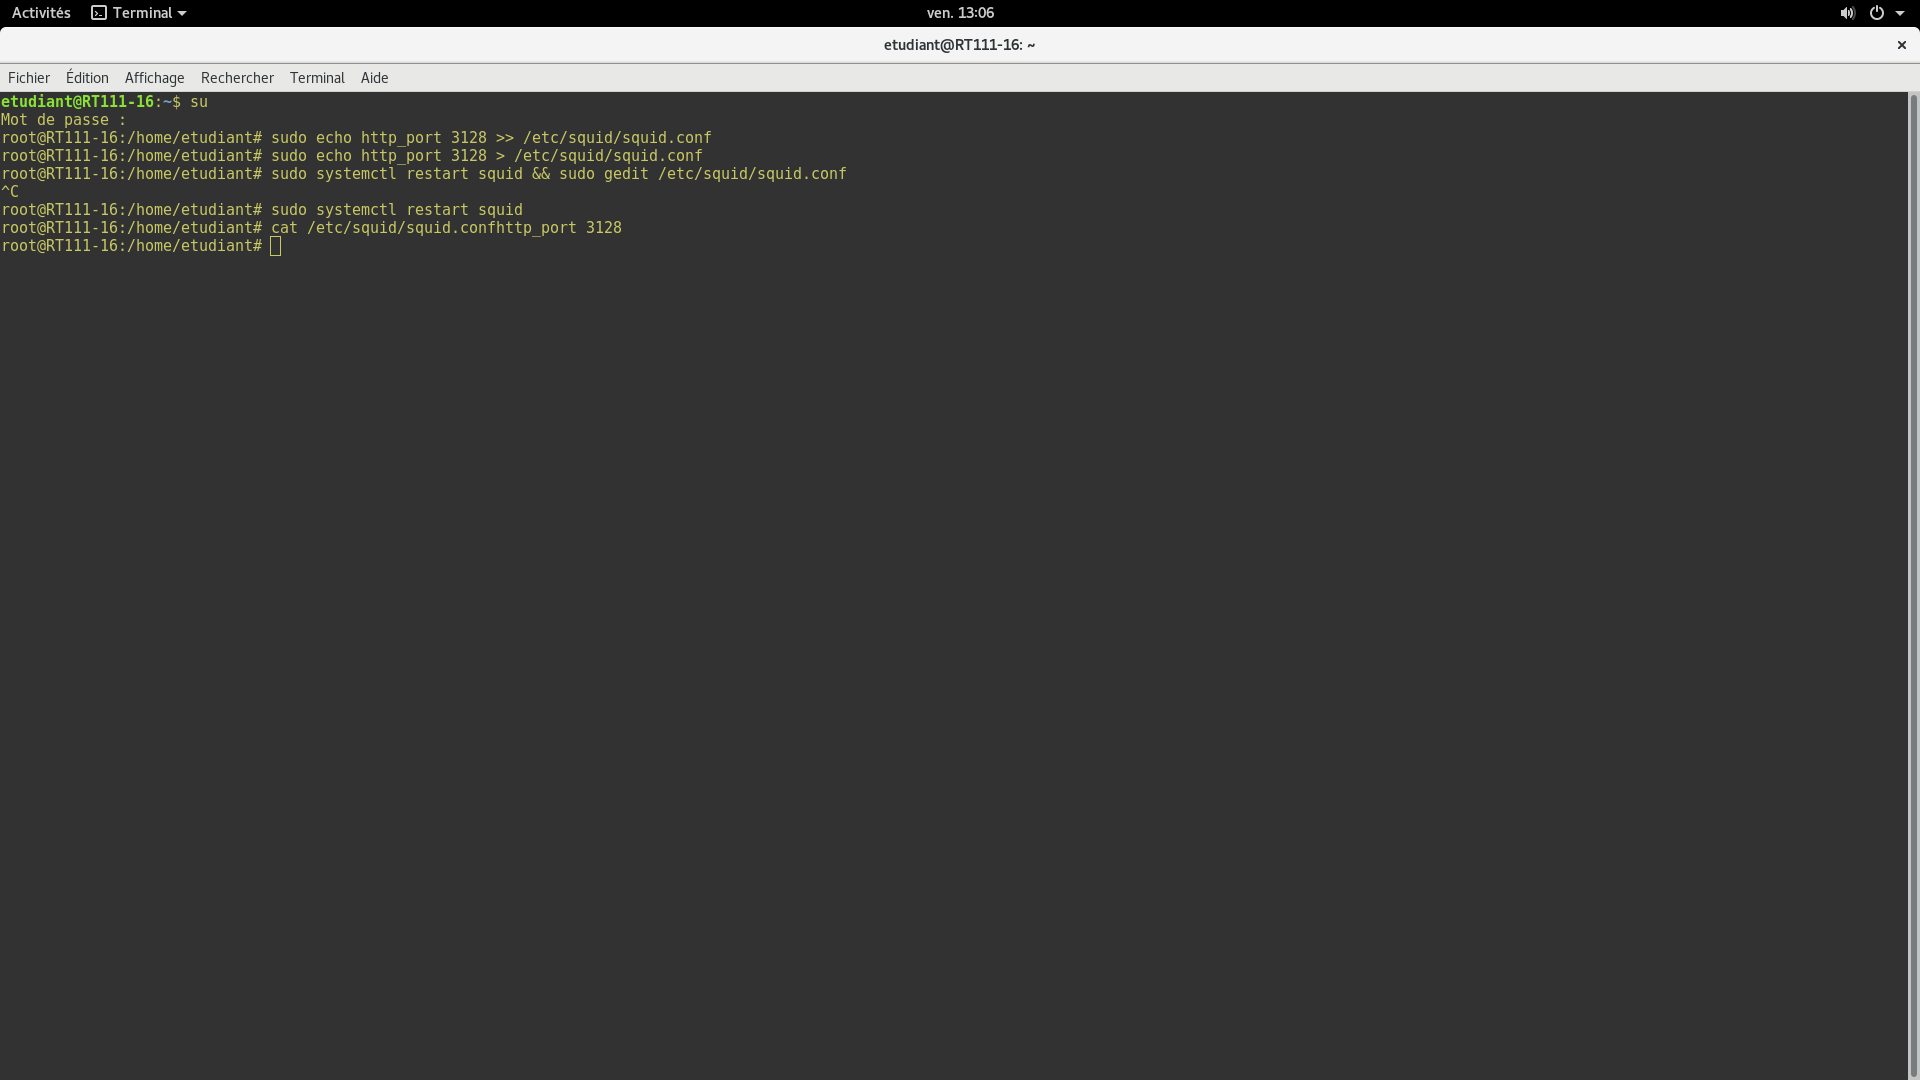 Activités Terminal ven. 13:06
etudiant@RT111-16: ~ ×
Fichier Édition Affichage Rechercher Terminal Aide
etudiant@RT111-16:~$ su
Mot de passe :
root@RT111-16:/home/etudiant# sudo echo http_port 3128 >> /etc/squid/squid.conf
root@RT111-16:/home/etudiant# sudo echo http_port 3128 > /etc/squid/squid.conf
root@RT111-16:/home/etudiant# sudo systemctl restart squid && sudo gedit /etc/squid/squid.conf
^C
root@RT111-16:/home/etudiant# sudo systemctl restart squid
root@RT111-16:/home/etudiant# cat /etc/squid/squid.confhttp_port 3128
root@RT111-16:/home/etudiant#